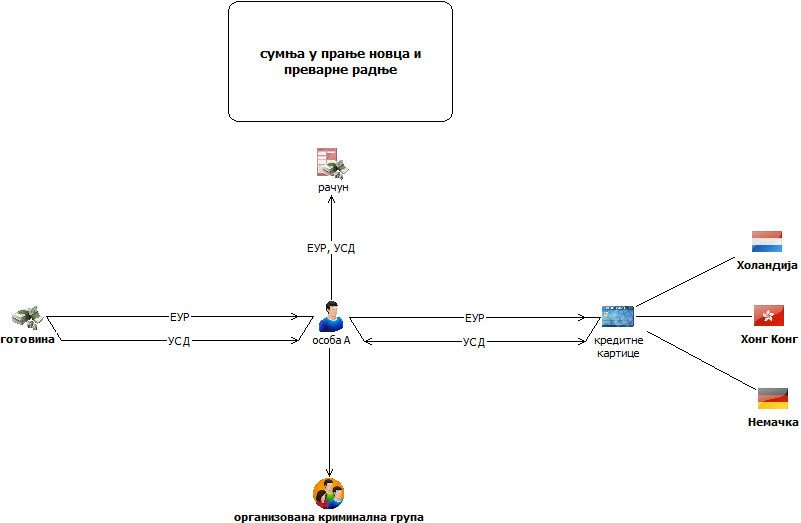 сумња у прање новца и
преварне радње
рачун
ЕУР, УСД
Холандија
ЕУР
ЕУР
готовина
УСД
особа А
УСД
кредитне
картице
Хонг Конг
Немачка
организована криминална група